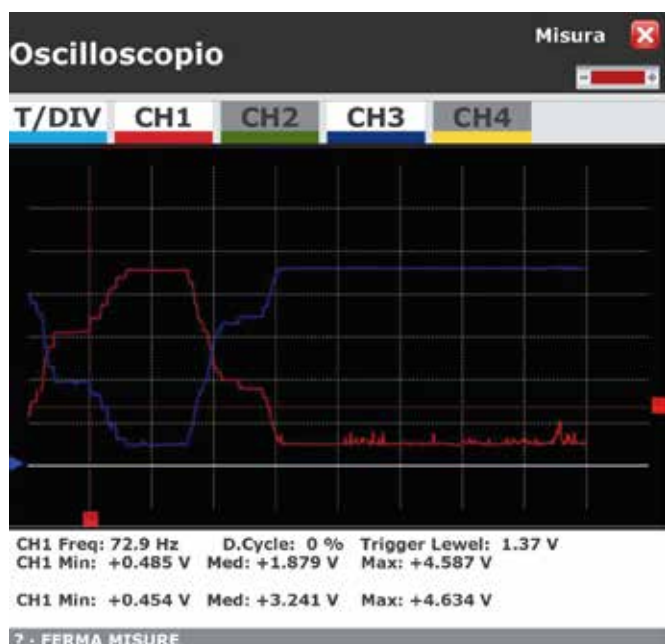 Misura
Oscilloscopio
T/DIV CH1 CH2 CH3 CH4
CH1 Freq: 72.9 Hz D.Cycle: 0 % Trigger Lewel: 1.37 V
CH1 Min: +0.485 V Med: +1.879 V Max: +4.587 V
CH1 Min: +0.454 V Med: +3.241 V Max: +4.634 V
? - FERMA MISURE